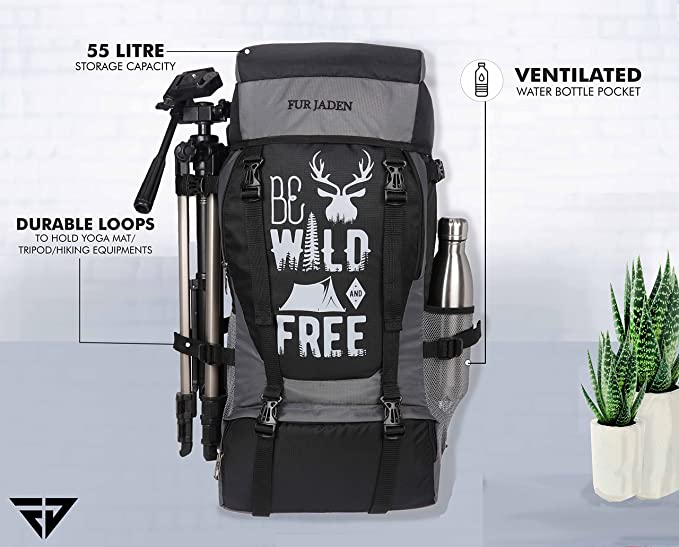 55 LITRE
STORAGE CAPACITY
VENTILATED
WATER BOTTLE POCKET
FUR JADEN
BE
WILD
AND
FREE
DURABLE LOOPS
TO HOLD YOGA MAT/
TRIPOD/HIKING EQUIPMENTS